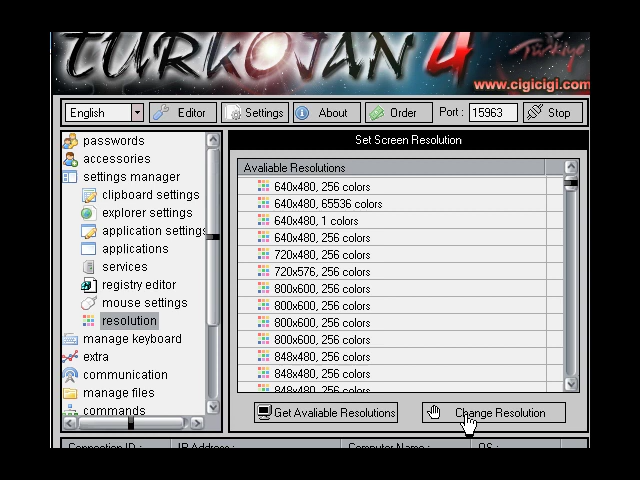 TURKOJAN 4
Türkiye
www.cigicigi.com
English Editor Settings About Order Port : 15963 Stop
passwords
accessories
settings manager
clipboard settings
explorer settings
application settings
applications
services
registry editor
mouse settings
resolution
manage keyboard
extra
communication
manage files
commands
Set Screen Resolution
Avaliable Resolutions
640x480, 256 colors
640x480, 65536 colors
640x480, 1 colors
640x480, 256 colors
720x480, 256 colors
720x576, 256 colors
800x600, 256 colors
800x600, 256 colors
800x600, 256 colors
800x600, 256 colors
848x480, 256 colors
848x480, 256 colors
848x480, 256 colors
Get Avaliable Resolutions Change Resolution
Connection ID : IP Address : Computer Name : OS :